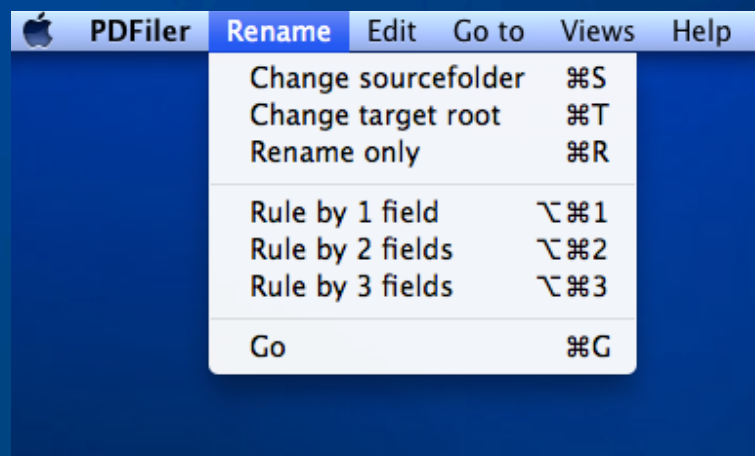 PDFiler Rename Edit Go to Views Help
Change sourcefolder ⌘S
Change target root ⌘T
Rename only ⌘R
Rule by 1 field ⌥⌘1
Rule by 2 fields ⌥⌘2
Rule by 3 fields ⌥⌘3
Go ⌘G